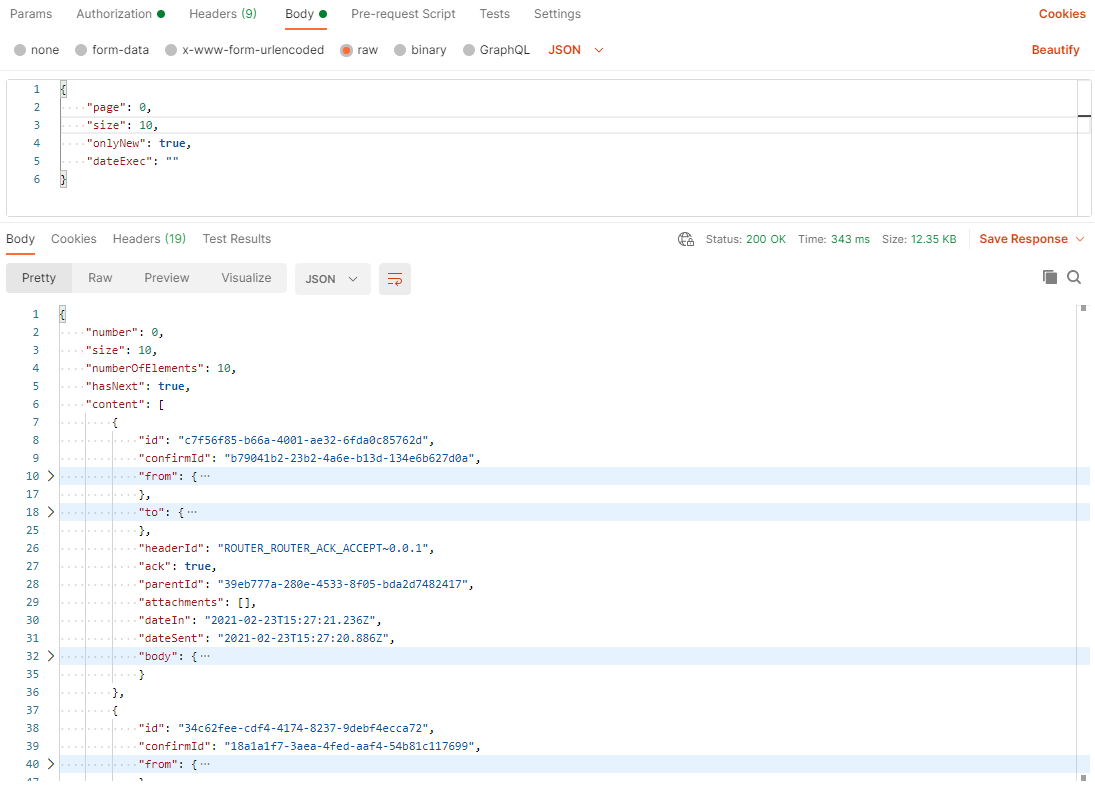 Params Authorization Headers (9) Body Pre-request Script Tests Settings Cookies
none form-data x-www-form-urlencoded raw binary GraphQL JSON Beautify
1 {
2 "page": 0,
3 "size": 10,
4 "onlyNew": true,
5 "dateExec": ""
6 }
Body Cookies Headers (19) Test Results Status: 200 OK Time: 343 ms Size: 12.35 KB Save Response
Pretty Raw Preview Visualize JSON
1 {
2 "number": 0,
3 "size": 10,
4 "numberOfElements": 10,
5 "hasNext": true,
6 "content": [
7 {
8 "id": "c7f56f85-b66a-4001-ae32-6fda0c85762d",
9 "confirmId": "b79041b2-23b2-4a6e-b13d-134e6b627d0a",
10 "from": {…
17 },
18 "to": {…
25 },
26 "headerId": "ROUTER_ROUTER_ACK_ACCEPT~0.0.1",
27 "ack": true,
28 "parentId": "39eb777a-280e-4533-8f05-bda2d7482417",
29 "attachments": [],
30 "dateIn": "2021-02-23T15:27:21.236Z",
31 "dateSent": "2021-02-23T15:27:20.886Z",
32 "body": {…
35 }
36 },
37 {
38 "id": "34c62fee-cdf4-4174-8237-9debf4ecca72",
39 "confirmId": "18a1a1f7-3aea-4fed-aaf4-54b81c117699",
40 "from": {…
47 }